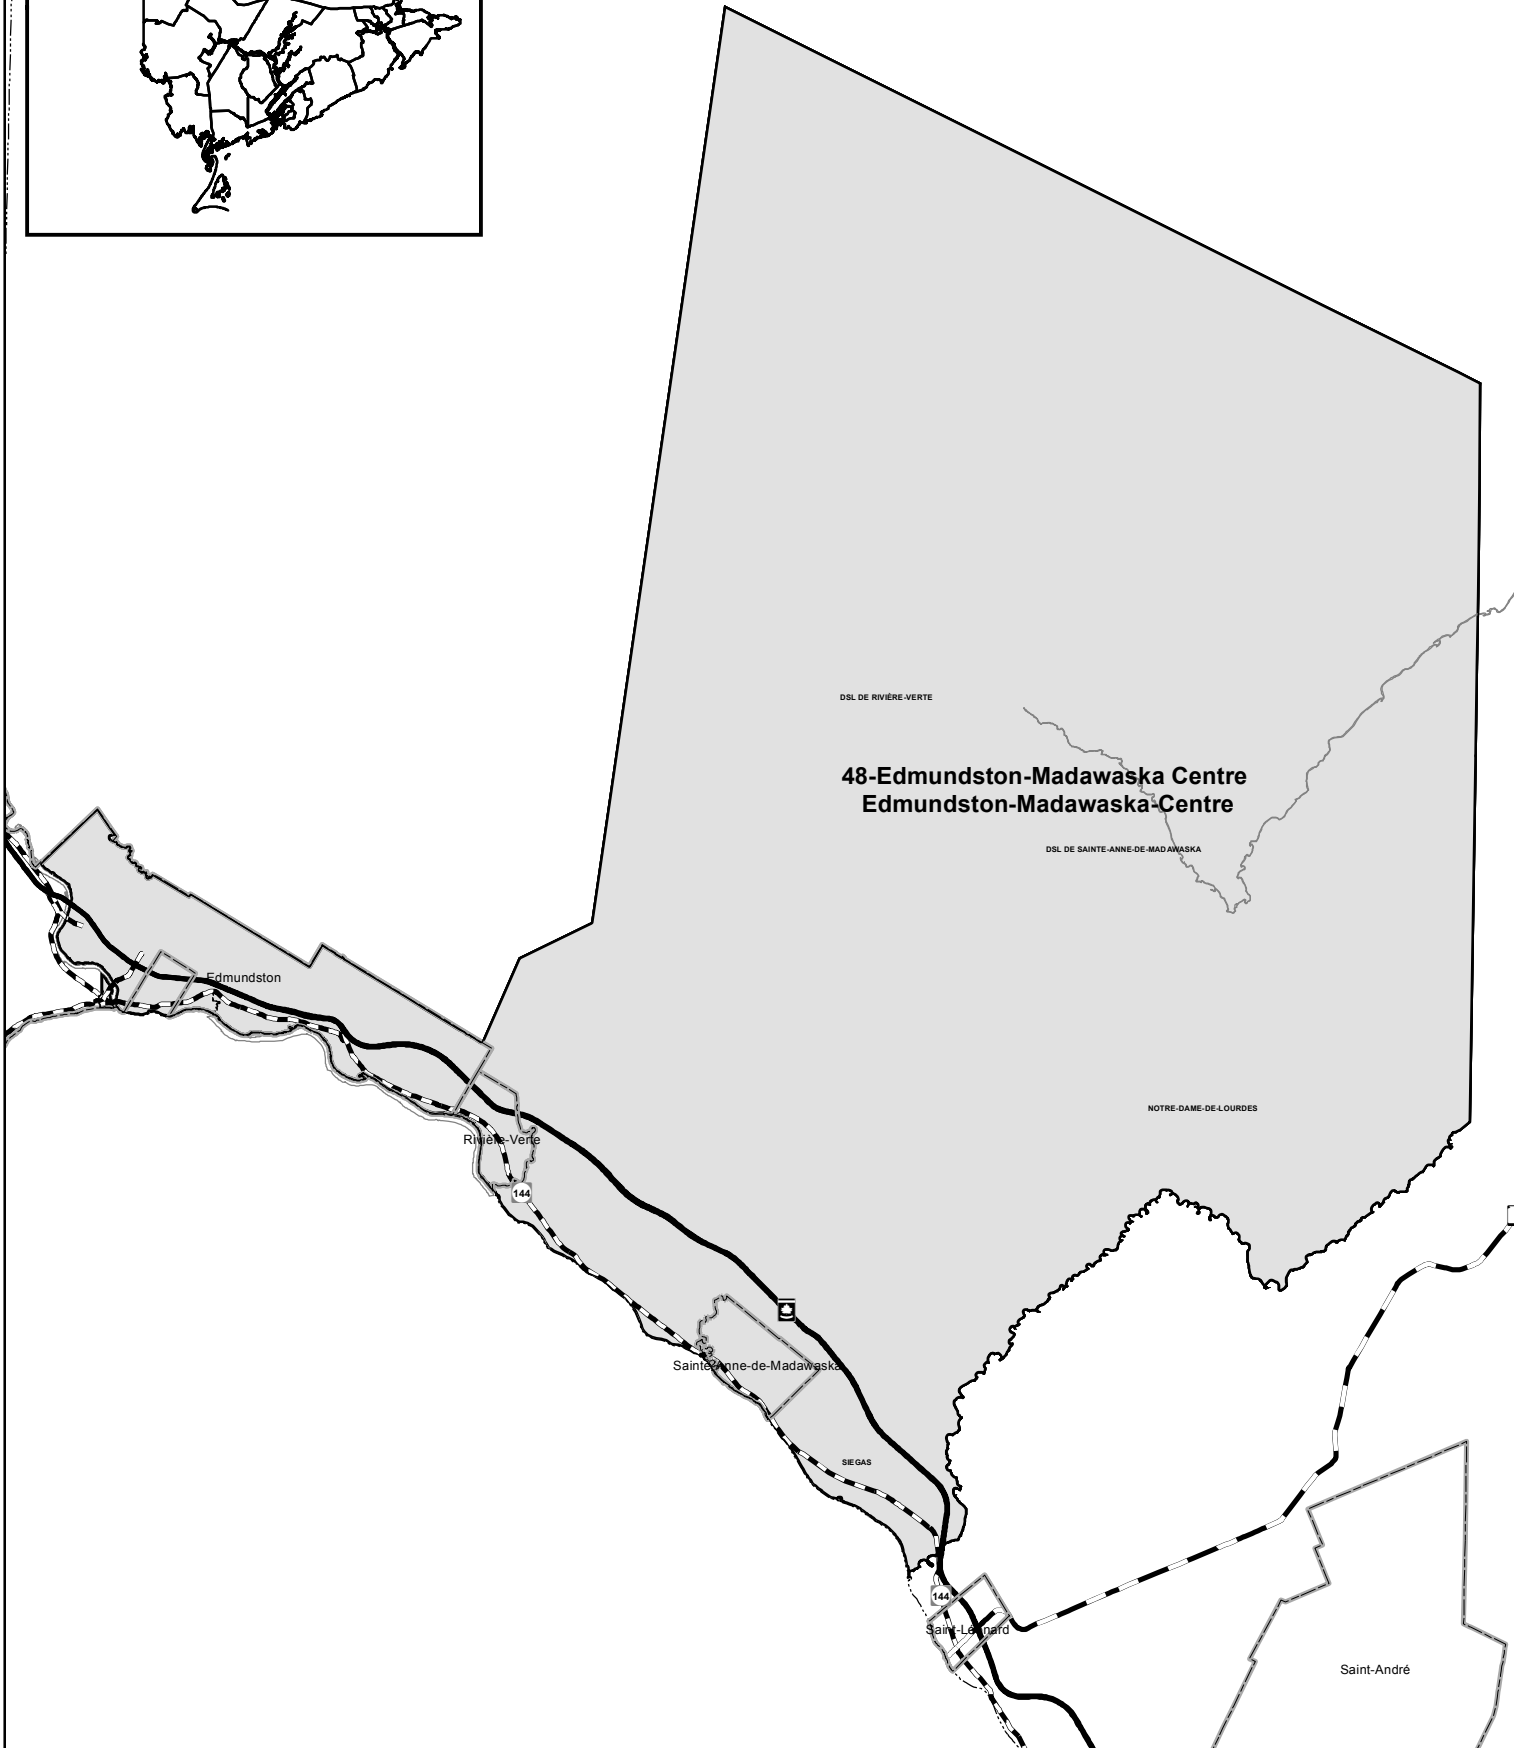 DSL DE RIVIÈRE-VERTE
48-Edmundston-Madawaska Centre
Edmundston-Madawaska-Centre
DSL DE SAINTE-ANNE-DE-MADAWASKA
Edmundston
NOTRE-DAME-DE-LOURDES
Rivière-Verte
144
Sainte-Anne-de-Madawaska
SIEGAS
144
Saint-Léonard
Saint-André